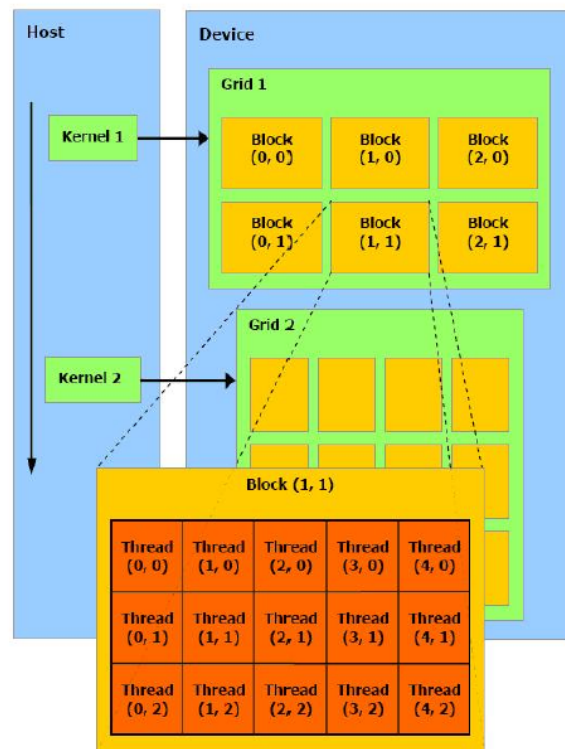 Host
Device
Grid 1
Kernel 1
Block
(0, 0)
Block
(1, 0)
Block
(2, 0)
Block
(0, 1)
Block
(1, 1)
Block
(2, 1)
Grid 2
Kernel 2
Block (1, 1)
Thread
(0, 0)
Thread
(1, 0)
Thread
(2, 0)
Thread
(3, 0)
Thread
(4, 0)
Thread
(0, 1)
Thread
(1, 1)
Thread
(2, 1)
Thread
(3, 1)
Thread
(4, 1)
Thread
(0, 2)
Thread
(1, 2)
Thread
(2, 2)
Thread
(3, 2)
Thread
(4, 2)